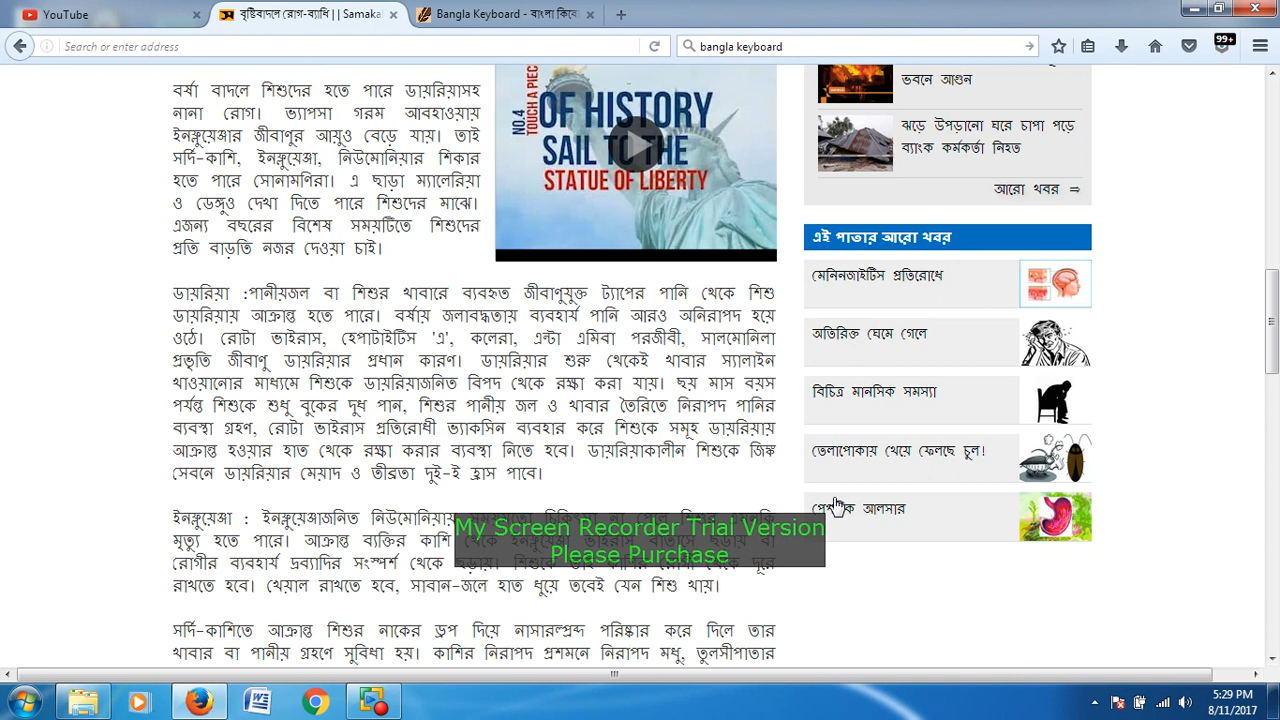 YouTube
বৃষ্টিবাদলে রোগ-ব্যাধি || Samakal
Bangla Keyboard - বাংলা কিবো
Search or enter address
bangla keyboard
99+
বর্ষা বাদলে শিশুদের হতে পারে ডায়রিয়াসহ
নানা রোগ। ভ্যাপসা গরম আবহাওয়ায়
ইনফ্লুয়েঞ্জার জীবাণুর আয়ুও বেড়ে যায়। তাই
সর্দি-কাশি, ইনফ্লুয়েঞ্জা, নিউমোনিয়ার শিকার
হতে পারে সোনামণিরা। এ ছাড়া ম্যালেরিয়া
ও ডেঙ্গুও দেখা দিতে পারে শিশুদের মাঝে।
এজন্য বছরের বিশেষ সময়টিতে শিশুদের
প্রতি বাড়তি নজর দেওয়া চাই।
NO.4
TOUCH A PIEC
OF HISTORY
SAIL TO THE
STATUE OF LIBERTY
ডায়রিয়া :পানীয়জল বা শিশুর খাবারে ব্যবহৃত জীবাণুযুক্ত ট্যাপের পানি থেকে শিশু
ডায়রিয়ায় আক্রান্ত হতে পারে। বর্ষায় জলাবদ্ধতায় ব্যবহার্য পানি আরও অনিরাপদ হয়ে
ওঠে। রোটা ভাইরাস, হেপাটাইটিস 'এ', কলেরা, এন্টা এমিবা পরজীবী, সালমোনিলা
প্রভৃতি জীবাণু ডায়রিয়ার প্রধান কারণ। ডায়রিয়ার শুরু থেকেই খাবার স্যালাইন
খাওয়ানোর মাধ্যমে শিশুকে ডায়রিয়াজনিত বিপদ থেকে রক্ষা করা যায়। ছয় মাস বয়স
পর্যন্ত শিশুকে শুধু বুকের দুধ পান, শিশুর পানীয় জল ও খাবার তৈরিতে নিরাপদ পানির
ব্যবস্থা গ্রহণ, রোটা ভাইরাস প্রতিরোধী ভ্যাকসিন ব্যবহার করে শিশুকে সমূহ ডায়রিয়ায়
আক্রান্ত হওয়ার হাত থেকে রক্ষা করার ব্যবস্থা নিতে হবে। ডায়রিয়াকালীন শিশুকে জিঙ্ক
সেবনে ডায়রিয়ার মেয়াদ ও তীব্রতা দুই-ই হ্রাস পাবে।
ইনফ্লুয়েঞ্জা : ইনফ্লুয়েঞ্জাজনিত নিউমোনিয়ায়
মৃত্যু হতে পারে। আক্রান্ত ব্যক্তির কাশি থেকে ইনফ্লুয়েঞ্জা ভাইরাস বাতাসে ছড়ায় বা
রোগীর ব্যবহার্য দ্রব্যাদির সংস্পর্শ থেকে দূরে
রাখতে হবে। খেয়াল রাখতে হবে, সাবান-জলে হাত ধুয়ে তবেই যেন শিশু খায়।
সর্দি-কাশিতে আক্রান্ত শিশুর নাকের ড্রপ দিয়ে নাসারন্ধ্র পরিষ্কার করে দিলে তার
খাবার বা পানীয় গ্রহণে সুবিধা হয়। কাশির নিরাপদ প্রশমনে নিরাপদ মধু, তুলসীপাতার
My Screen Recorder Trial Version
Please Purchase
ভবনে আগুন
ঝড়ে উপড়ানো ঘরে চাপা পড়ে
ব্যাংক কর্মকর্তা নিহত
আরো খবর ⇒
এই পাতার আরো খবর
মেনিনজাইটিস প্রতিরোধে
অতিরিক্ত ঘেমে গেলে
বিচিত্র মানসিক সমস্যা
তেলাপোকায় খেয়ে ফেলছে চুল!
আলসার
5:29 PM
8/11/2017